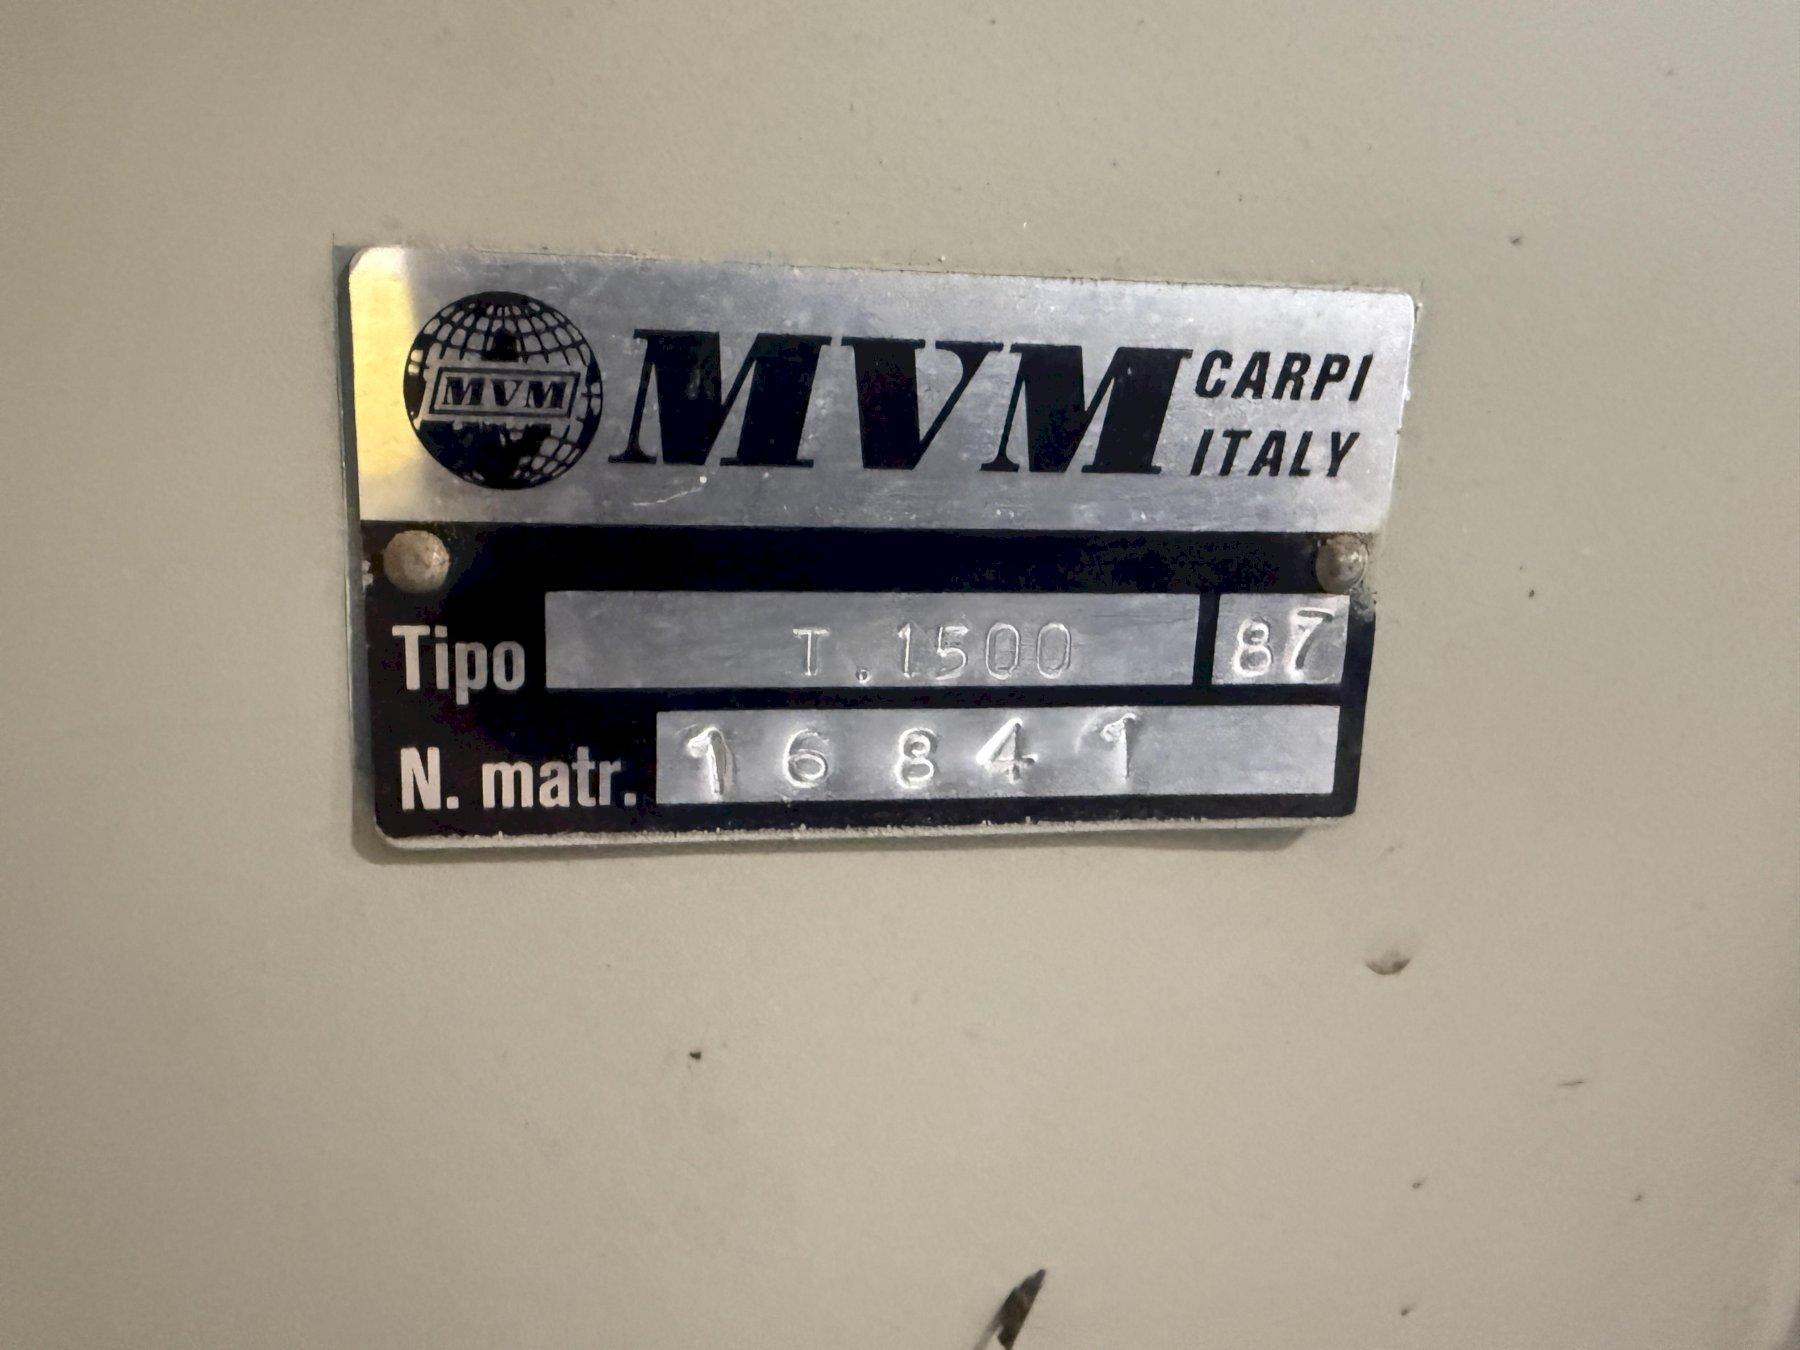 MVM
MVM CARPI
ITALY
Tipo T.1500 87
N. matr. 16841